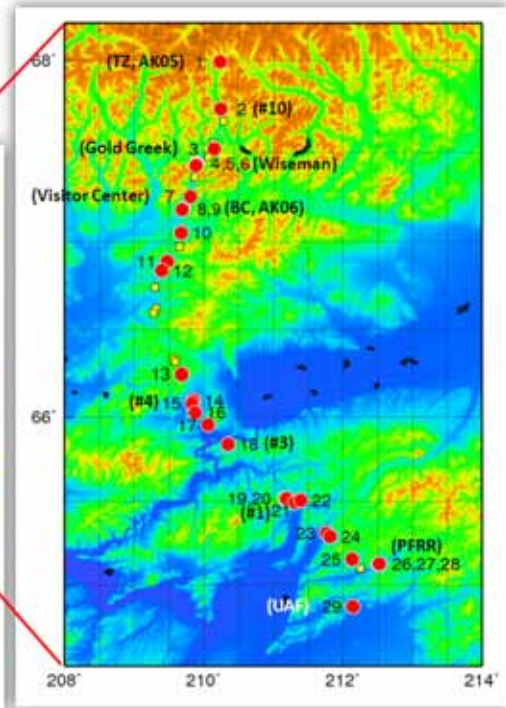 68˚
(TZ, AK05) 1
2 (#10)
(Gold Greek) 3
4,5,6 (Wiseman)
(Visitor Center) 7
8,9 (BC, AK06)
10
11
12
13
(#4) 15 14
66˚
16
17
18 (#3)
19,20 22
(#1) 21
23 24
(PFRR)
25 26,27,28
(UAF) 29
208˚ 210˚ 212˚ 214˚